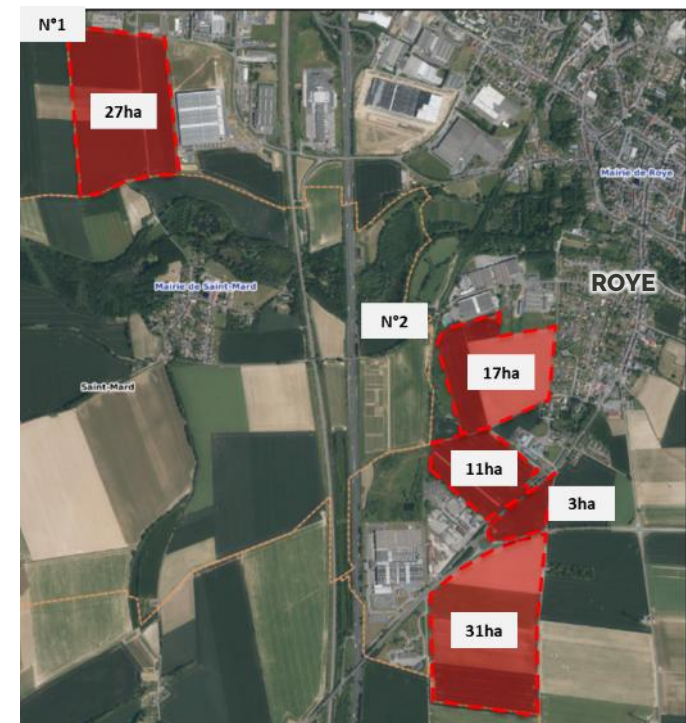 N°1
27ha
Mairie de Roye
ROYE
Mairie de Saint-Mard
N°2
17ha
Saint-Mard
11ha
3ha
31ha